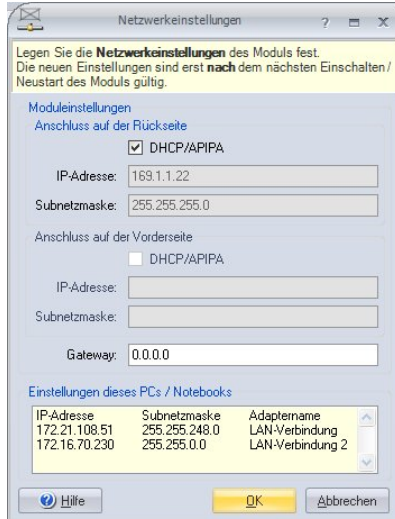 Netzwerkeinstellungen
Legen Sie die Netzwerkeinstellungen des Moduls fest.
Die neuen Einstellungen sind erst nach dem nächsten Einschalten /
Neustart des Moduls gültig.
Moduleinstellungen
Anschluss auf der Rückseite
DHCP/APIPA
IP-Adresse: 169.1.1.22
Subnetzmaske: 255.255.255.0
Anschluss auf der Vorderseite
DHCP/APIPA
IP-Adresse:
Subnetzmaske:
Gateway: 0.0.0.0
Einstellungen dieses PCs / Notebooks
IP-Adresse Subnetzmaske Adaptername
172.21.108.51 255.255.248.0 LAN-Verbindung
172.16.70.230 255.255.0.0 LAN-Verbindung 2
Hilfe OK Abbrechen